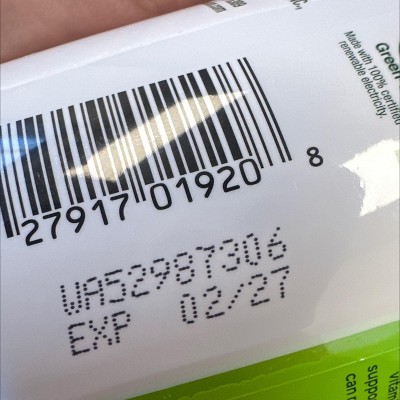 Green
Made with 100% certified
renewable electricity.
27917 01920 8
WA52987306
EXP 02/27